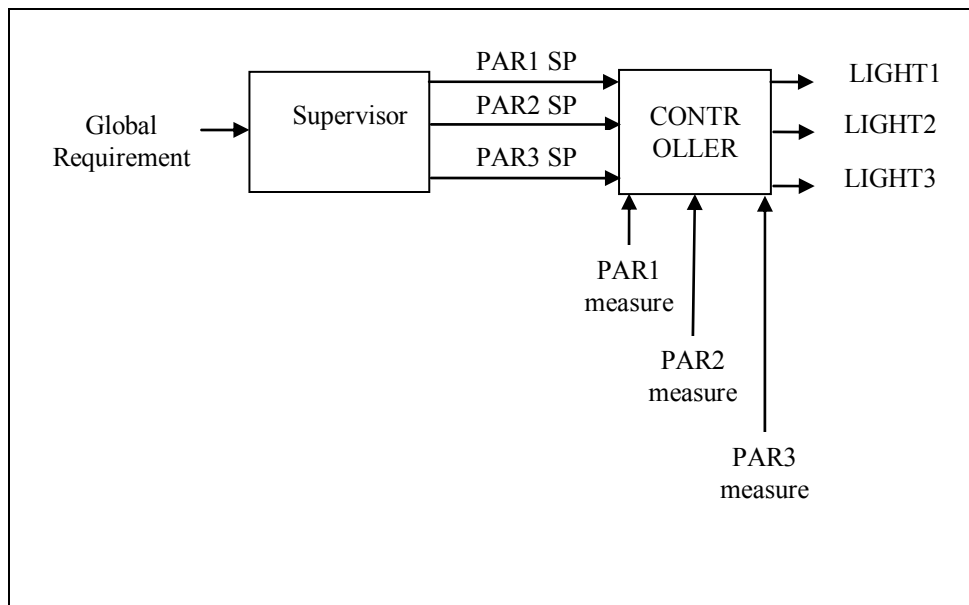 PAR1 SP
LIGHT1
Supervisor
PAR2 SP
CONTR
OLLER
LIGHT2
Global
Requirement
PAR3 SP
LIGHT3
PAR1
measure
PAR2
measure
PAR3
measure